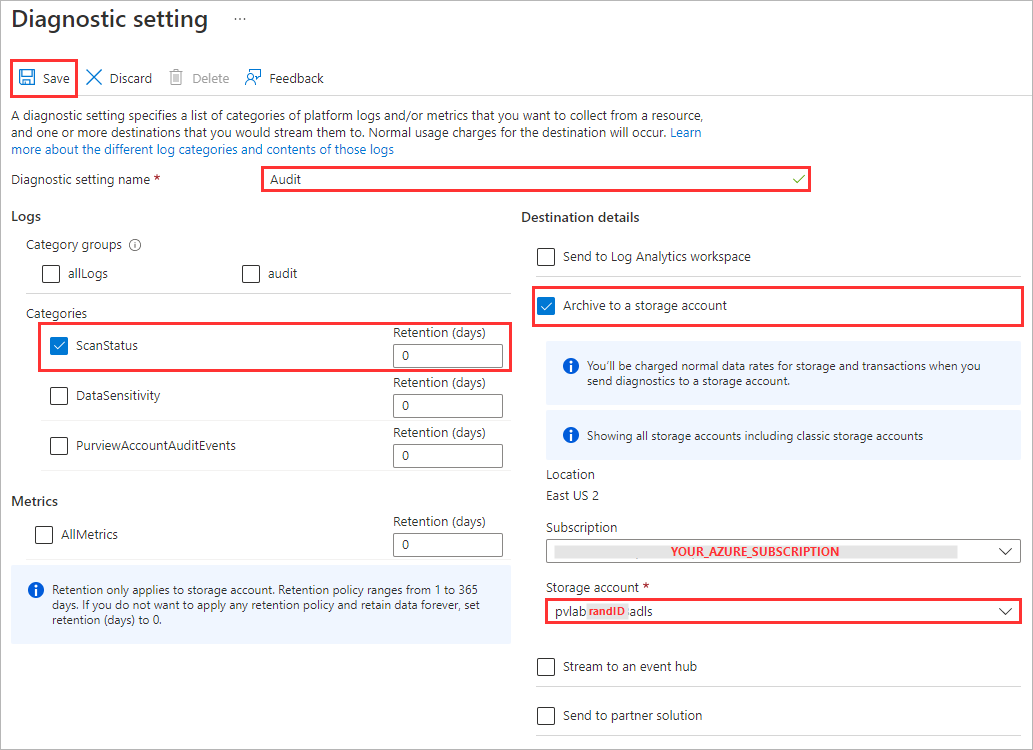 Diagnostic setting ...
Save Discard Delete Feedback
A diagnostic setting specifies a list of categories of platform logs and/or metrics that you want to collect from a resource,
and one or more destinations that you would stream them to. Normal usage charges for the destination will occur. Learn
more about the different log categories and contents of those logs
Diagnostic setting name *
Audit
Logs
Category groups
allLogs
audit
Categories
ScanStatus
Retention (days)
0
DataSensitivity
Retention (days)
0
PurviewAccountAuditEvents
Retention (days)
0
Metrics
AllMetrics
Retention (days)
0
Retention only applies to storage account. Retention policy ranges from 1 to 365
days. If you do not want to apply any retention policy and retain data forever, set
retention (days) to 0.
Destination details
Send to Log Analytics workspace
Archive to a storage account
You'll be charged normal data rates for storage and transactions when you
send diagnostics to a storage account.
Showing all storage accounts including classic storage accounts
Location
East US 2
Subscription
YOUR_AZURE_SUBSCRIPTION
Storage account *
pvlab randID adls
Stream to an event hub
Send to partner solution